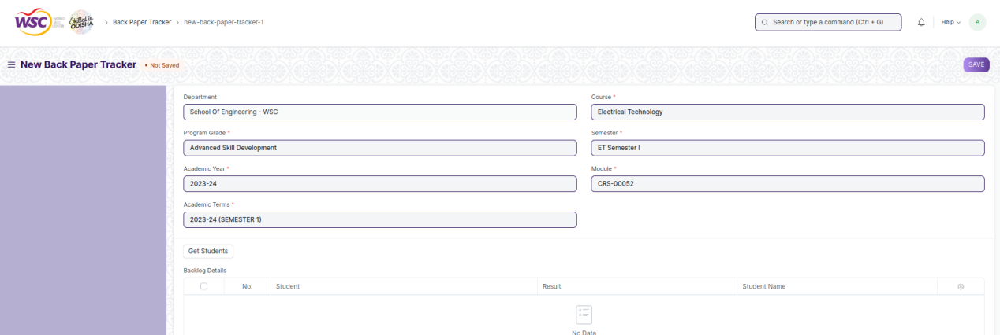 WSC WORLD SKILL CENTER Skilled in ODISHA > Back Paper Tracker > new-back-paper-tracker-1 Search or type a command (Ctrl + G) Help A
New Back Paper Tracker • Not Saved SAVE
Department Course *
School Of Engineering - WSC Electrical Technology
Program Grade * Semester *
Advanced Skill Development ET Semester I
Academic Year * Module *
2023-24 CRS-00052
Academic Terms *
2023-24 (SEMESTER 1)
Get Students
Backlog Details
No. Student Result Student Name
No Data